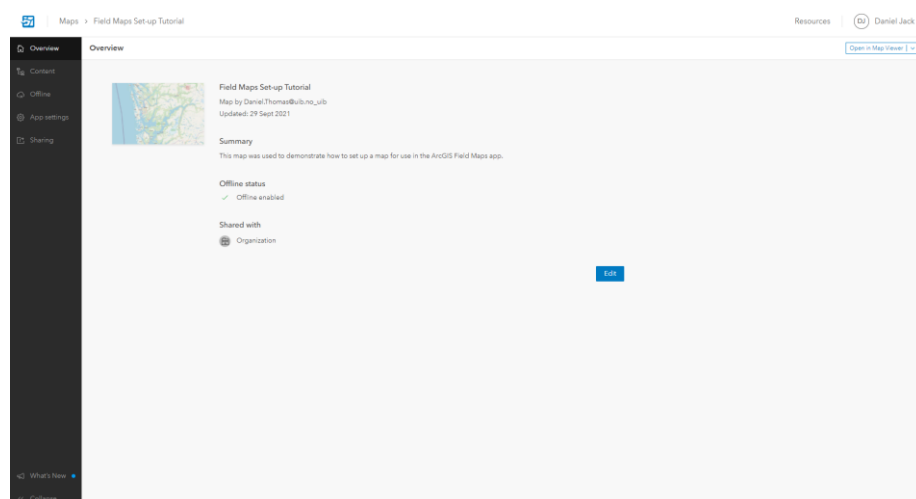 Maps > Field Maps Set-up Tutorial
Resources
DJ Daniel Jack
Overview
Content
Offline
App settings
Sharing
Overview
Open in Map Viewer
Field Maps Set-up Tutorial
Map by Daniel.Thomas@uib.no_uib
Updated: 29 Sept 2021
Summary
This map was used to demonstrate how to set up a map for use in the ArcGIS Field Maps app.
Offline status
Offline enabled
Shared with
Organization
Edit
What's New
Collapse